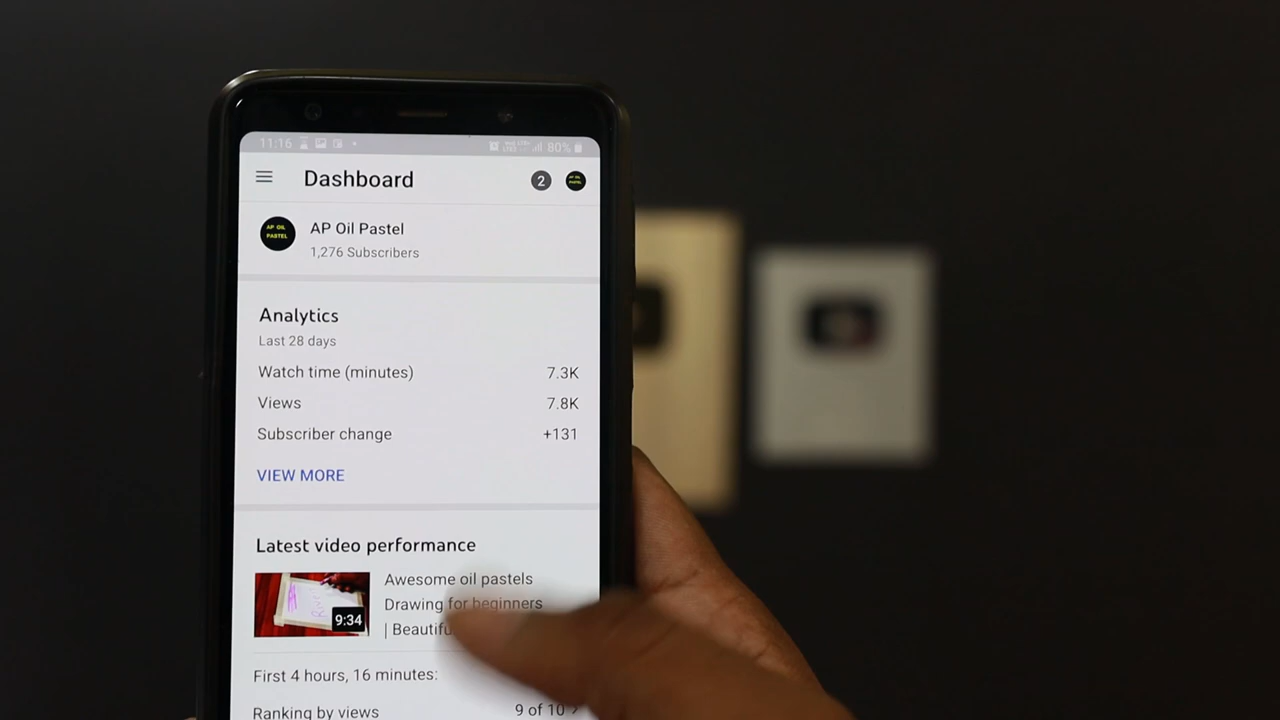 11:16 80%
Dashboard 2
AP OIL
PASTEL
AP Oil Pastel
1,276 Subscribers
Analytics
Last 28 days
Watch time (minutes) 7.3K
Views 7.8K
Subscriber change +131
VIEW MORE
Latest video performance
9:34
Awesome oil pastels
Drawing for beginners
| Beautifu
First 4 hours, 16 minutes:
Ranking by views 9 of 10